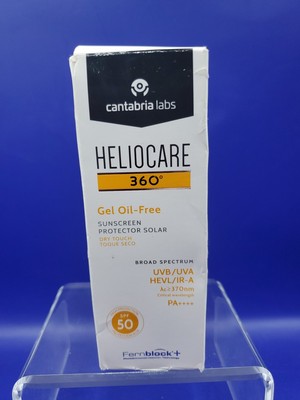 cantabria labs
HELIOCARE
360°
Gel Oil-Free
SUNSCREEN
PROTECTOR SOLAR
DRY TOUCH
TOQUE SECO
BROAD SPECTRUM
UVB/UVA
HEVL/IR-A
PA++++
SPF
50
Fernblock+